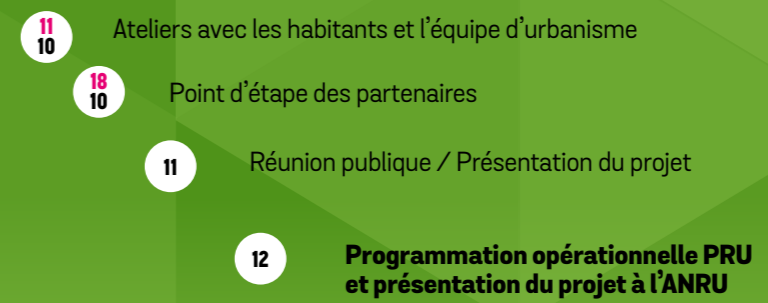 11
10
Ateliers avec les habitants et l'équipe d'urbanisme
18
10
Point d'étape des partenaires
11
Réunion publique / Présentation du projet
12
Programmation opérationnelle PRU
et présentation du projet à l'ANRU